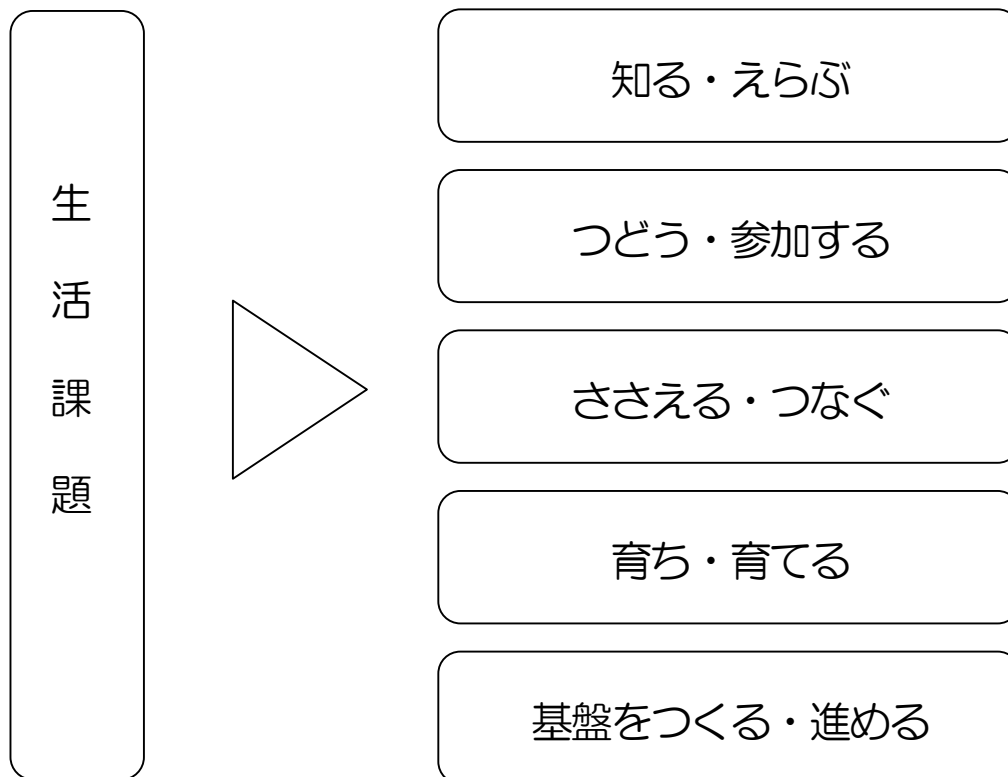 生活課題
知る・えらぶ
つどう・参加する
ささえる・つなぐ
育ち・育てる
基盤をつくる・進める